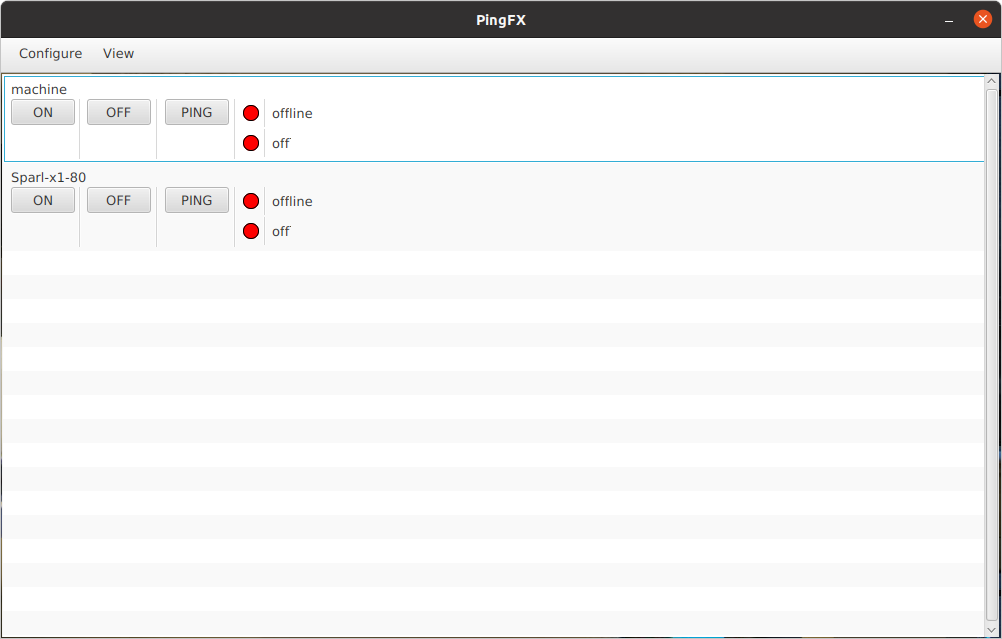 PingFX
Configure View
machine
ON OFF PING offline
off
Sparl-x1-80
ON OFF PING offline
off